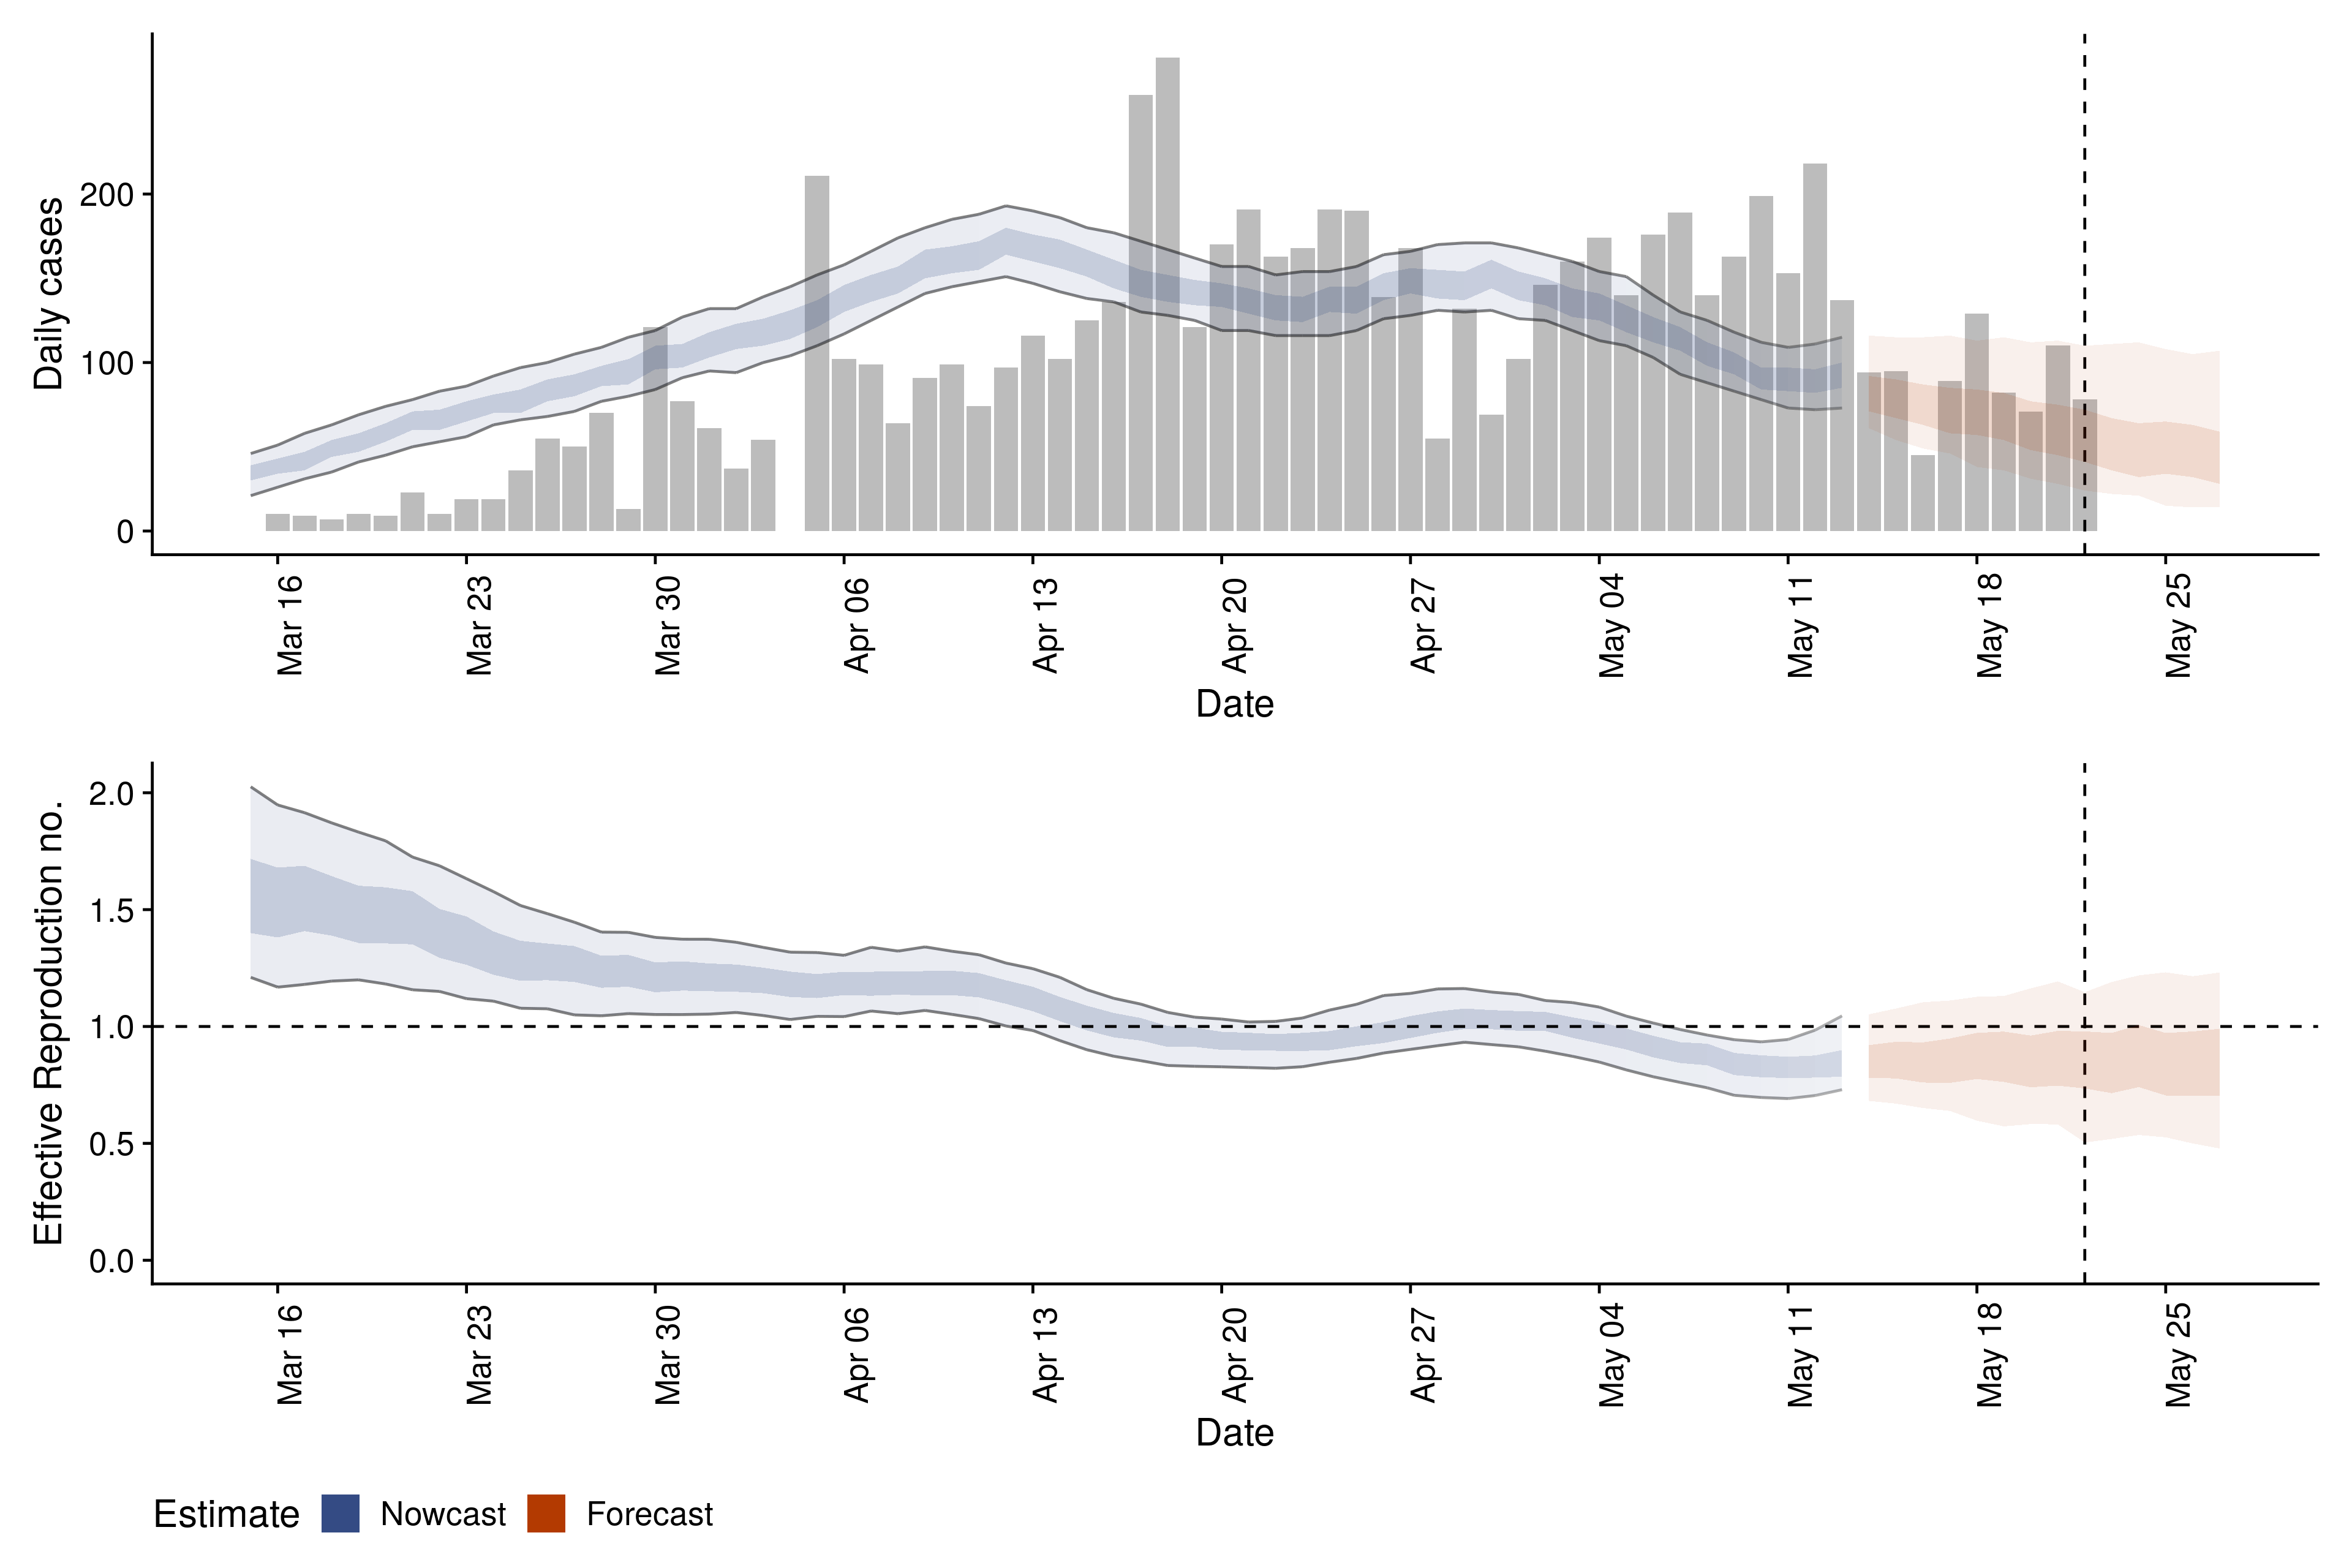 Daily cases
200
100
0
Mar 16
Mar 23
Mar 30
Apr 06
Apr 13
Apr 20
Apr 27
May 04
May 11
May 18
May 25
Date
Effective Reproduction no.
2.0
1.5
1.0
0.5
0.0
Mar 16
Mar 23
Mar 30
Apr 06
Apr 13
Apr 20
Apr 27
May 04
May 11
May 18
May 25
Date
Estimate Nowcast Forecast